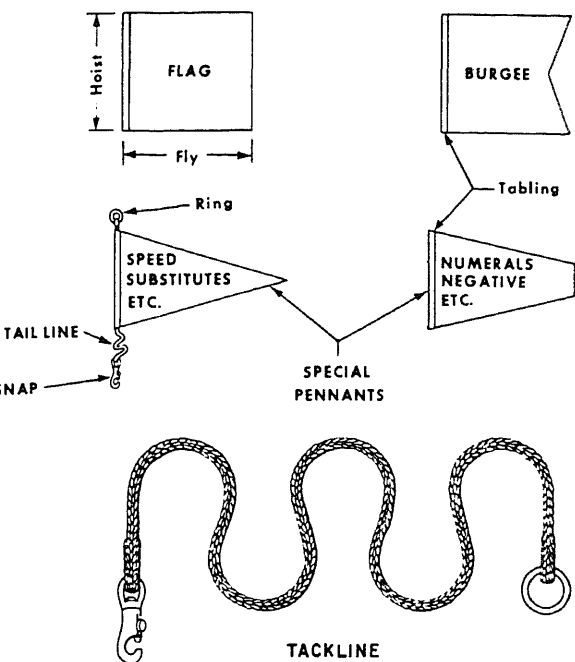 FLAG
Hoist
Fly
BURGEE
Tabling
Ring
SPEED
SUBSTITUTES
ETC.
NUMERALS
NEGATIVE
ETC.
TAIL LINE
SNAP
SPECIAL
PENNANTS
TACKLINE